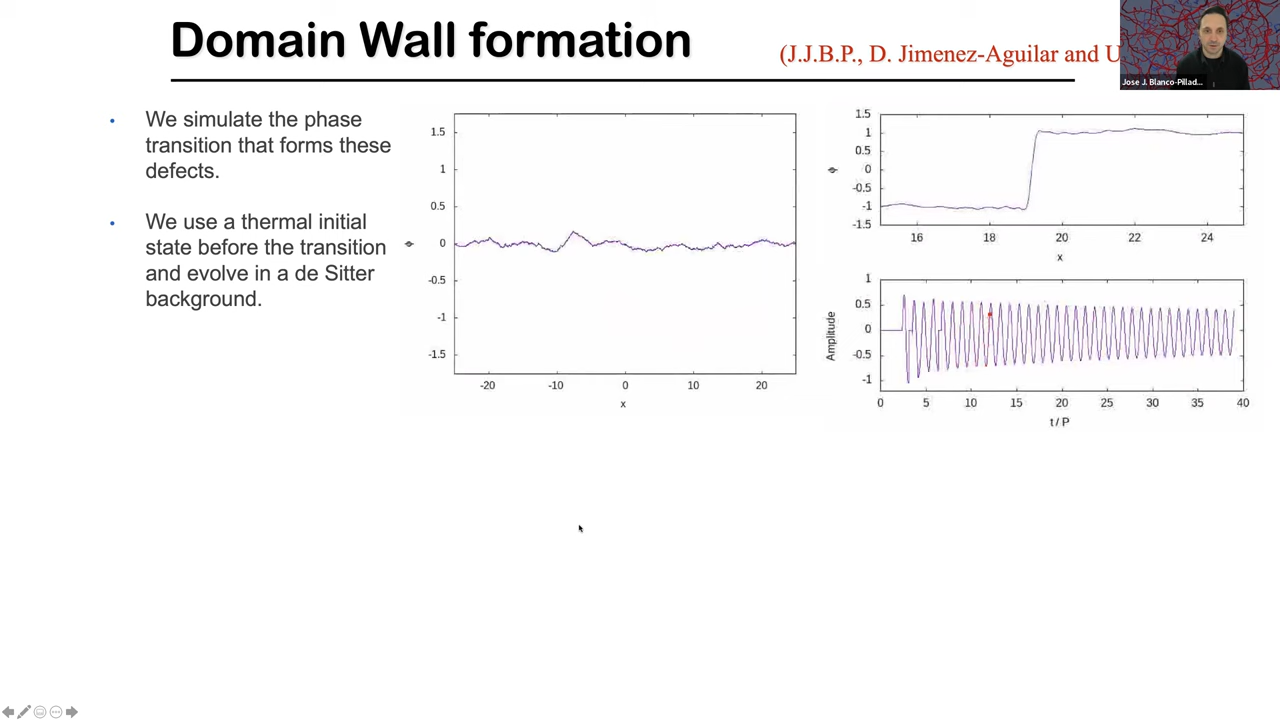 Domain Wall formation
(J.J.B.P., D. Jimenez-Aguilar and U
Jose J. Blanco-Pillad...
• We simulate the phase
transition that forms these
defects.
• We use a thermal initial
state before the transition
and evolve in a de Sitter
background.
1.5
1
0.5
0
-0.5
-1
-1.5
ϕ
-20 -10 0 10 20
x
1.5
1
0.5
0
-0.5
-1
-1.5
ϕ
16 18 20 22 24
x
1
0.5
0
-0.5
-1
Amplitude
0 5 10 15 20 25 30 35 40
t / P